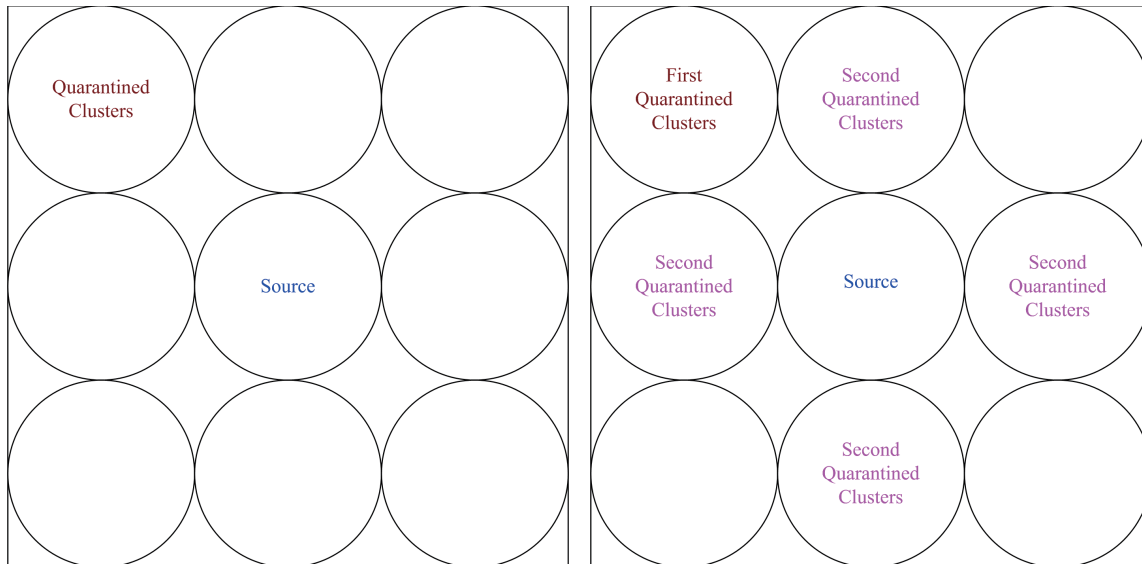 Quarantined
Clusters
Source
First
Quarantined
Clusters
Second
Quarantined
Clusters
Second
Quarantined
Clusters
Source
Second
Quarantined
Clusters
Second
Quarantined
Clusters